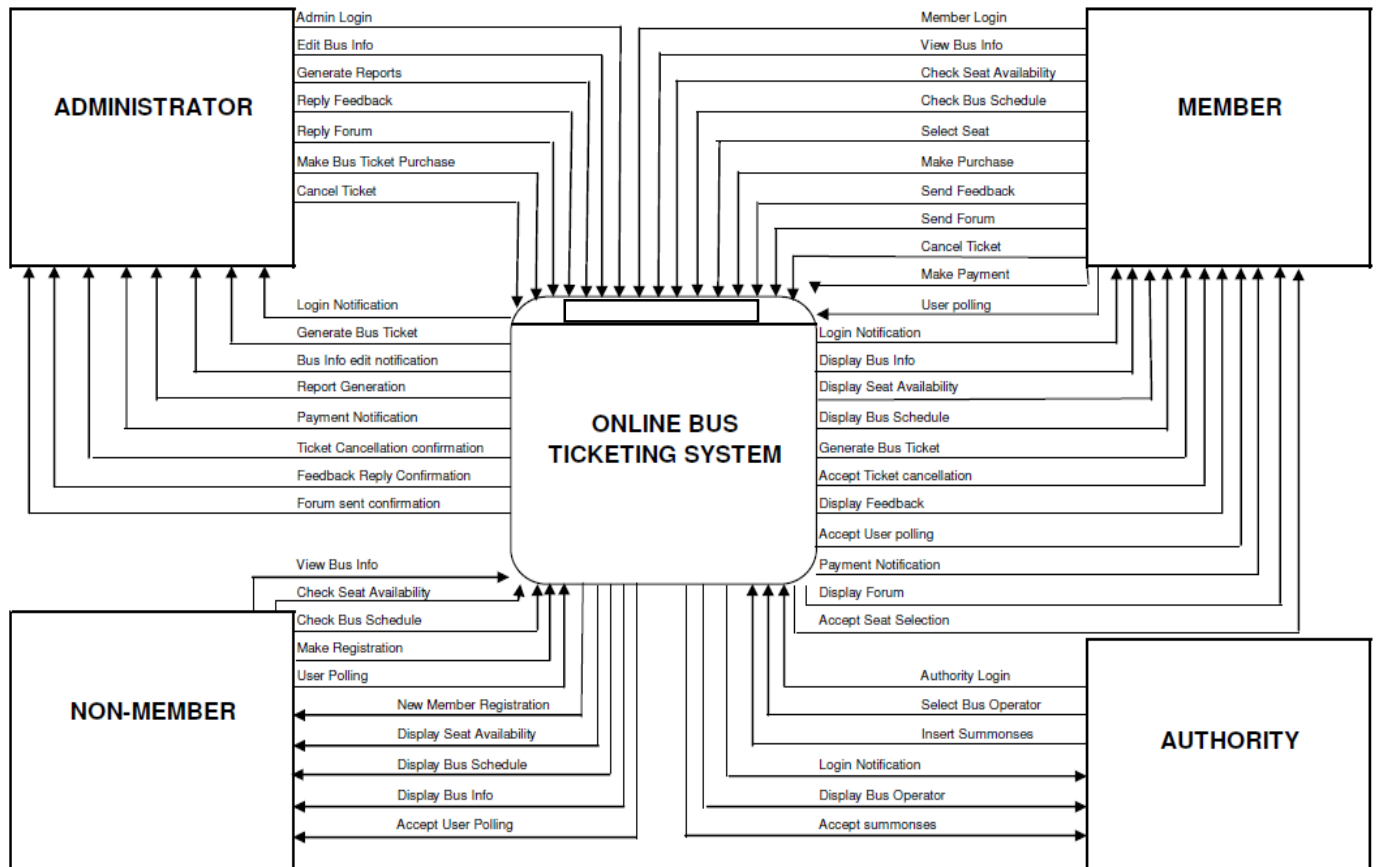 ADMINISTRATOR
Admin Login
Edit Bus Info
Generate Reports
Reply Feedback
Reply Forum
Make Bus Ticket Purchase
Cancel Ticket
Member Login
View Bus Info
Check Seat Availability
Check Bus Schedule
Select Seat
Make Purchase
Send Feedback
Send Forum
Cancel Ticket
Make Payment
User polling
MEMBER
Login Notification
Generate Bus Ticket
Bus Info edit notification
Report Generation
Payment Notification
Ticket Cancellation confirmation
Feedback Reply Confirmation
Forum sent confirmation
ONLINE BUS
TICKETING SYSTEM
Login Notification
Display Bus Info
Display Seat Availability
Display Bus Schedule
Generate Bus Ticket
Accept Ticket cancellation
Display Feedback
Accept User polling
Payment Notification
Display Forum
Accept Seat Selection
NON-MEMBER
View Bus Info
Check Seat Availability
Check Bus Schedule
Make Registration
User Polling
New Member Registration
Display Seat Availability
Display Bus Schedule
Display Bus Info
Accept User Polling
Authority Login
Select Bus Operator
Insert Summonses
Login Notification
Display Bus Operator
Accept summonses
AUTHORITY